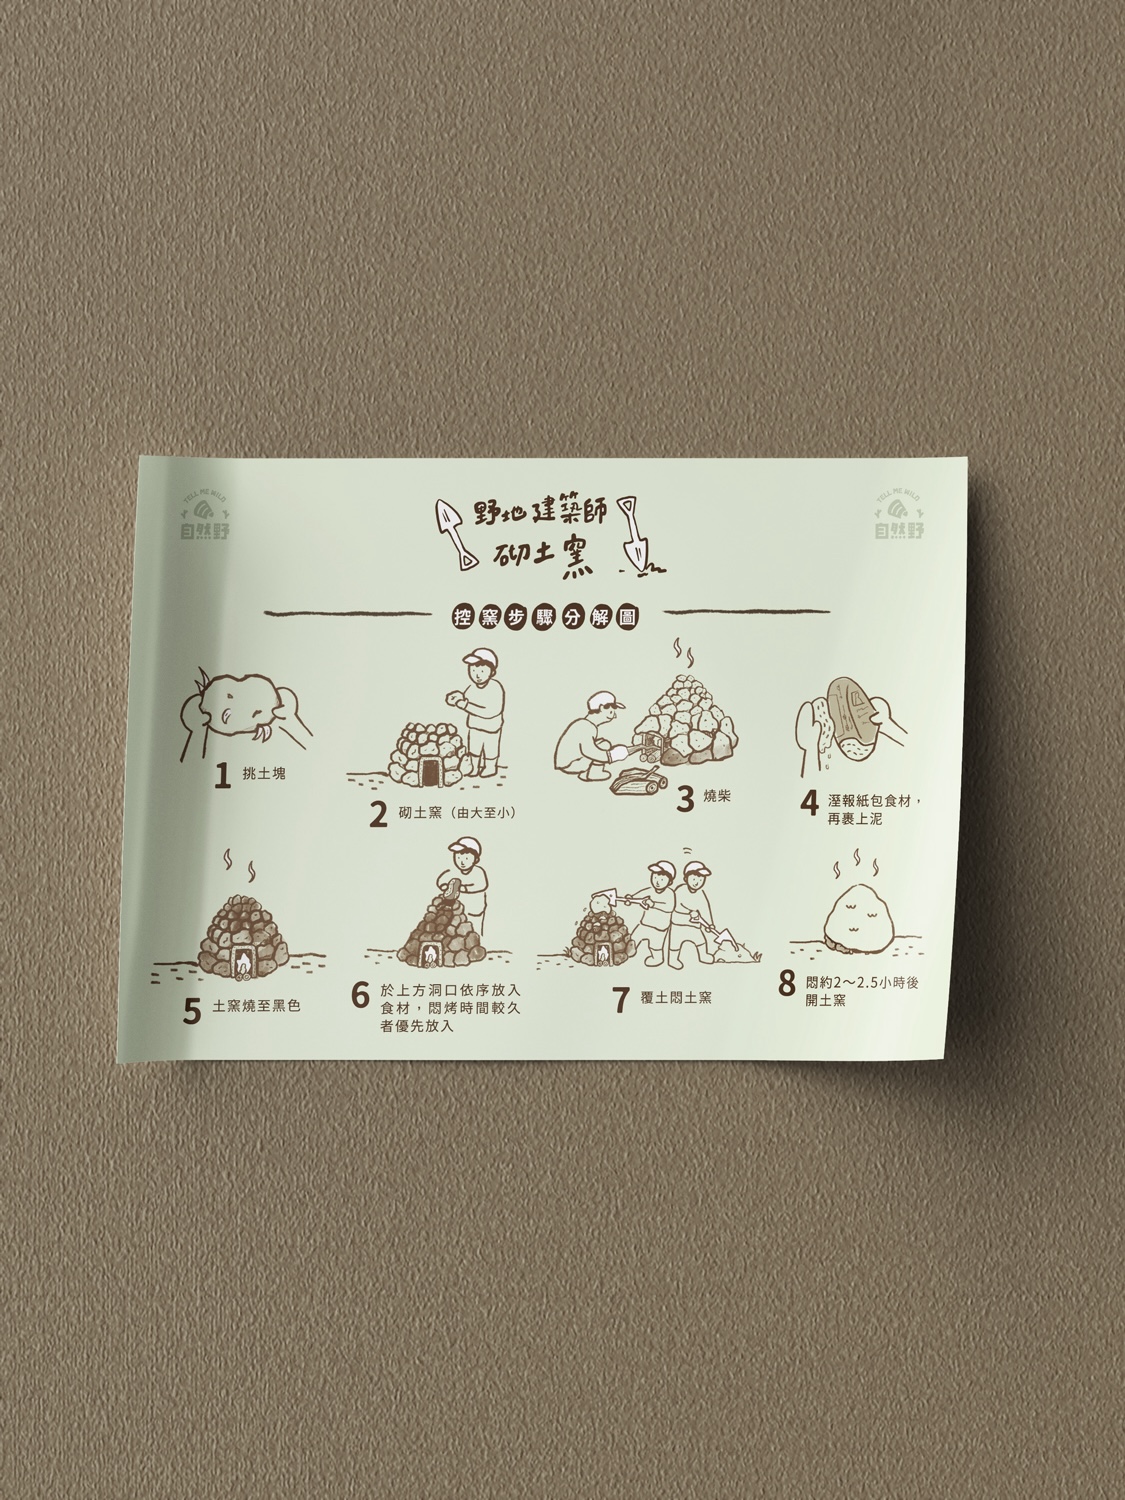 TELL ME WILD
自然野
TELL ME WILD
自然野
野地建築師
砌土窯
控窯步驟分解圖
1 挑土塊
2 砌土窯（由大至小）
3 燒柴
4 溼報紙包食材，
再裹上泥
5 土窯燒至黑色
6 於上方洞口依序放入
食材，悶烤時間較久
者優先放入
7 覆土悶土窯
8 悶約2～2.5小時後
開土窯